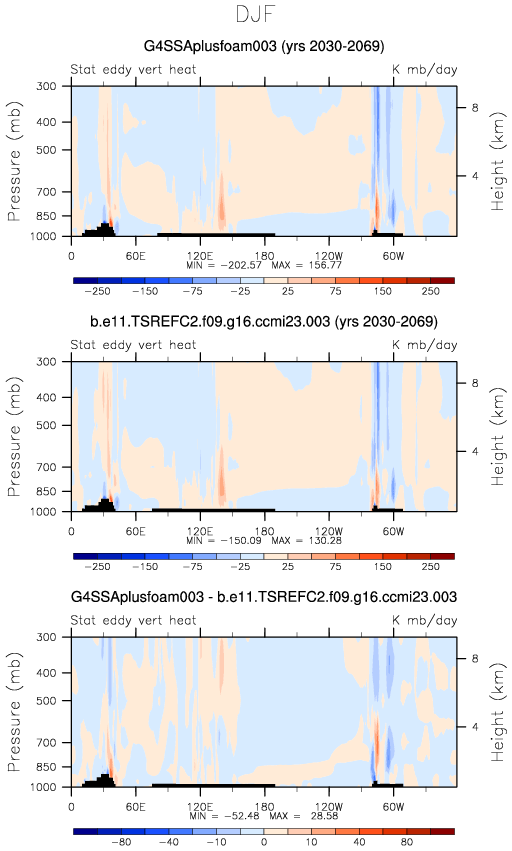 DJF
G4SSAplusfoam003 (yrs 2030-2069)
Stat eddy vert heat K mb/day
300
400
500
700
850
1000
Pressure (mb)
8
4
Height (km)
0 60E 120E 180 120W 60W
MIN = -202.57 MAX = 156.77
-250 -150 -75 -25 25 75 150 250
b.e11.TSREFC2.f09.g16.ccmi23.003 (yrs 2030-2069)
Stat eddy vert heat K mb/day
300
400
500
700
850
1000
Pressure (mb)
8
4
Height (km)
0 60E 120E 180 120W 60W
MIN = -150.09 MAX = 130.28
-250 -150 -75 -25 25 75 150 250
G4SSAplusfoam003 - b.e11.TSREFC2.f09.g16.ccmi23.003
Stat eddy vert heat K mb/day
300
400
500
700
850
1000
Pressure (mb)
8
4
Height (km)
0 60E 120E 180 120W 60W
MIN = -52.48 MAX = 28.58
-80 -40 -10 0 10 40 80